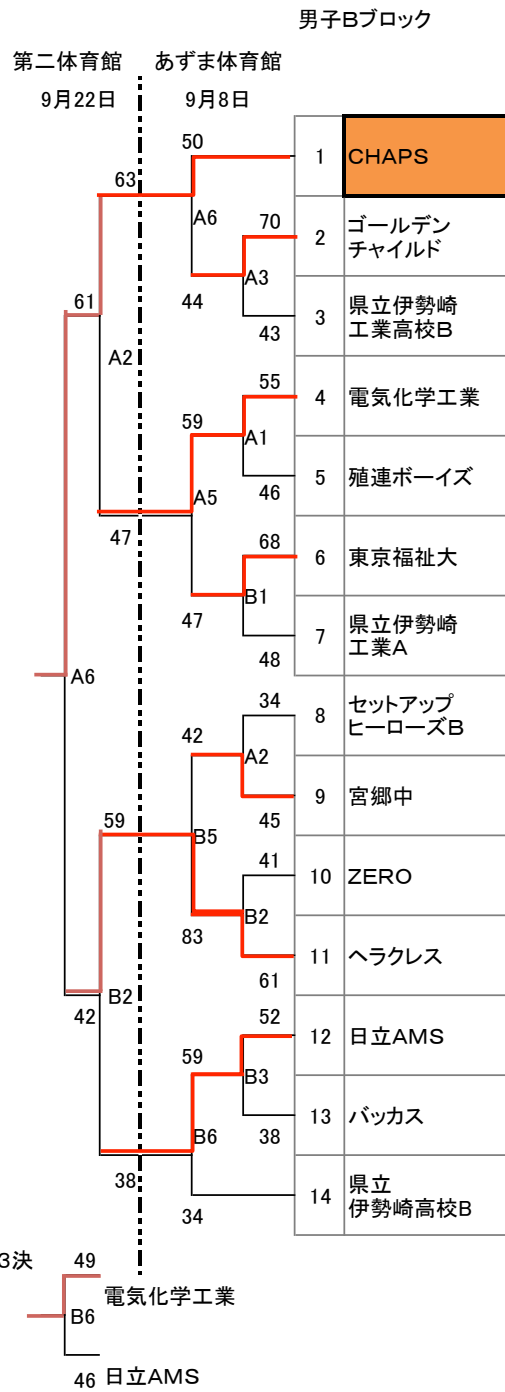 男子Bブロック
第二体育館 あずま体育館
9月22日 9月8日
50
1 CHAPS
63
A6
70
2 ゴールデン
チャイルド
A3
44
61
43
3 県立伊勢崎
工業高校B
A2
55
4 電気化学工業
59
A1
46
5 殖連ボーイズ
A5
47
68
6 東京福祉大
B1
47
48
7 県立伊勢崎
工業A
A6
34
8 セットアップ
ヒーローズB
42
A2
45
9 宮郷中
59
B5
41
10 ZERO
B2
83
61
11 ヘラクレス
B2
42
52
12 日立AMS
59
B3
38
13 バッカス
B6
38
34
14 県立
伊勢崎高校B
3決 49
電気化学工業
B6
46 日立AMS